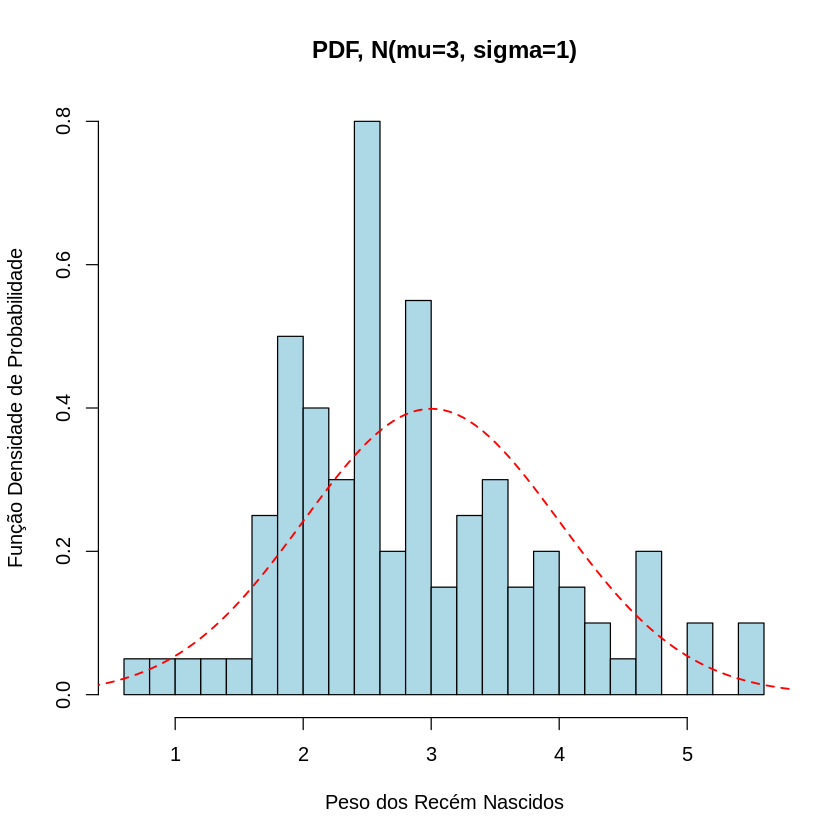 PDF, N(mu=3, sigma=1)
Função Densidade de Probabilidade
0.8
0.6
0.4
0.2
0.0
1 2 3 4 5
Peso dos Recém Nascidos